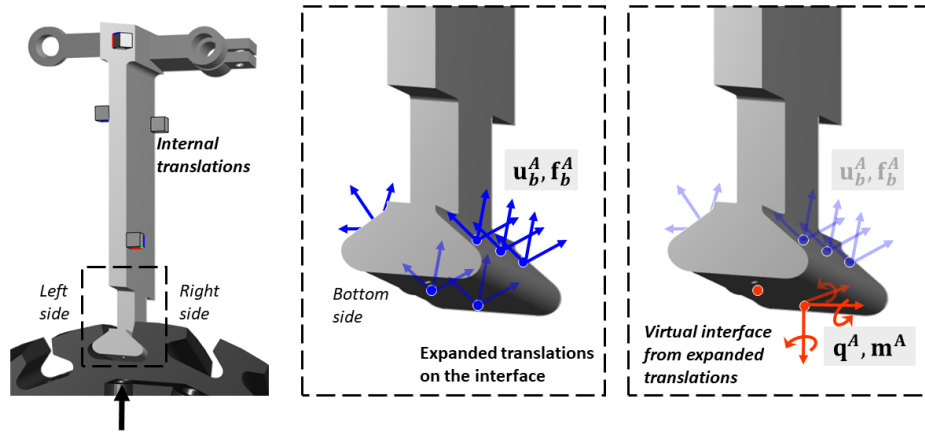 Internal
translations
Left
side
Right
side
u_b^A, f_b^A
Bottom
side
Expanded translations
on the interface
u_b^A, f_b^A
Virtual interface
from expanded
translations
q^A, m^A